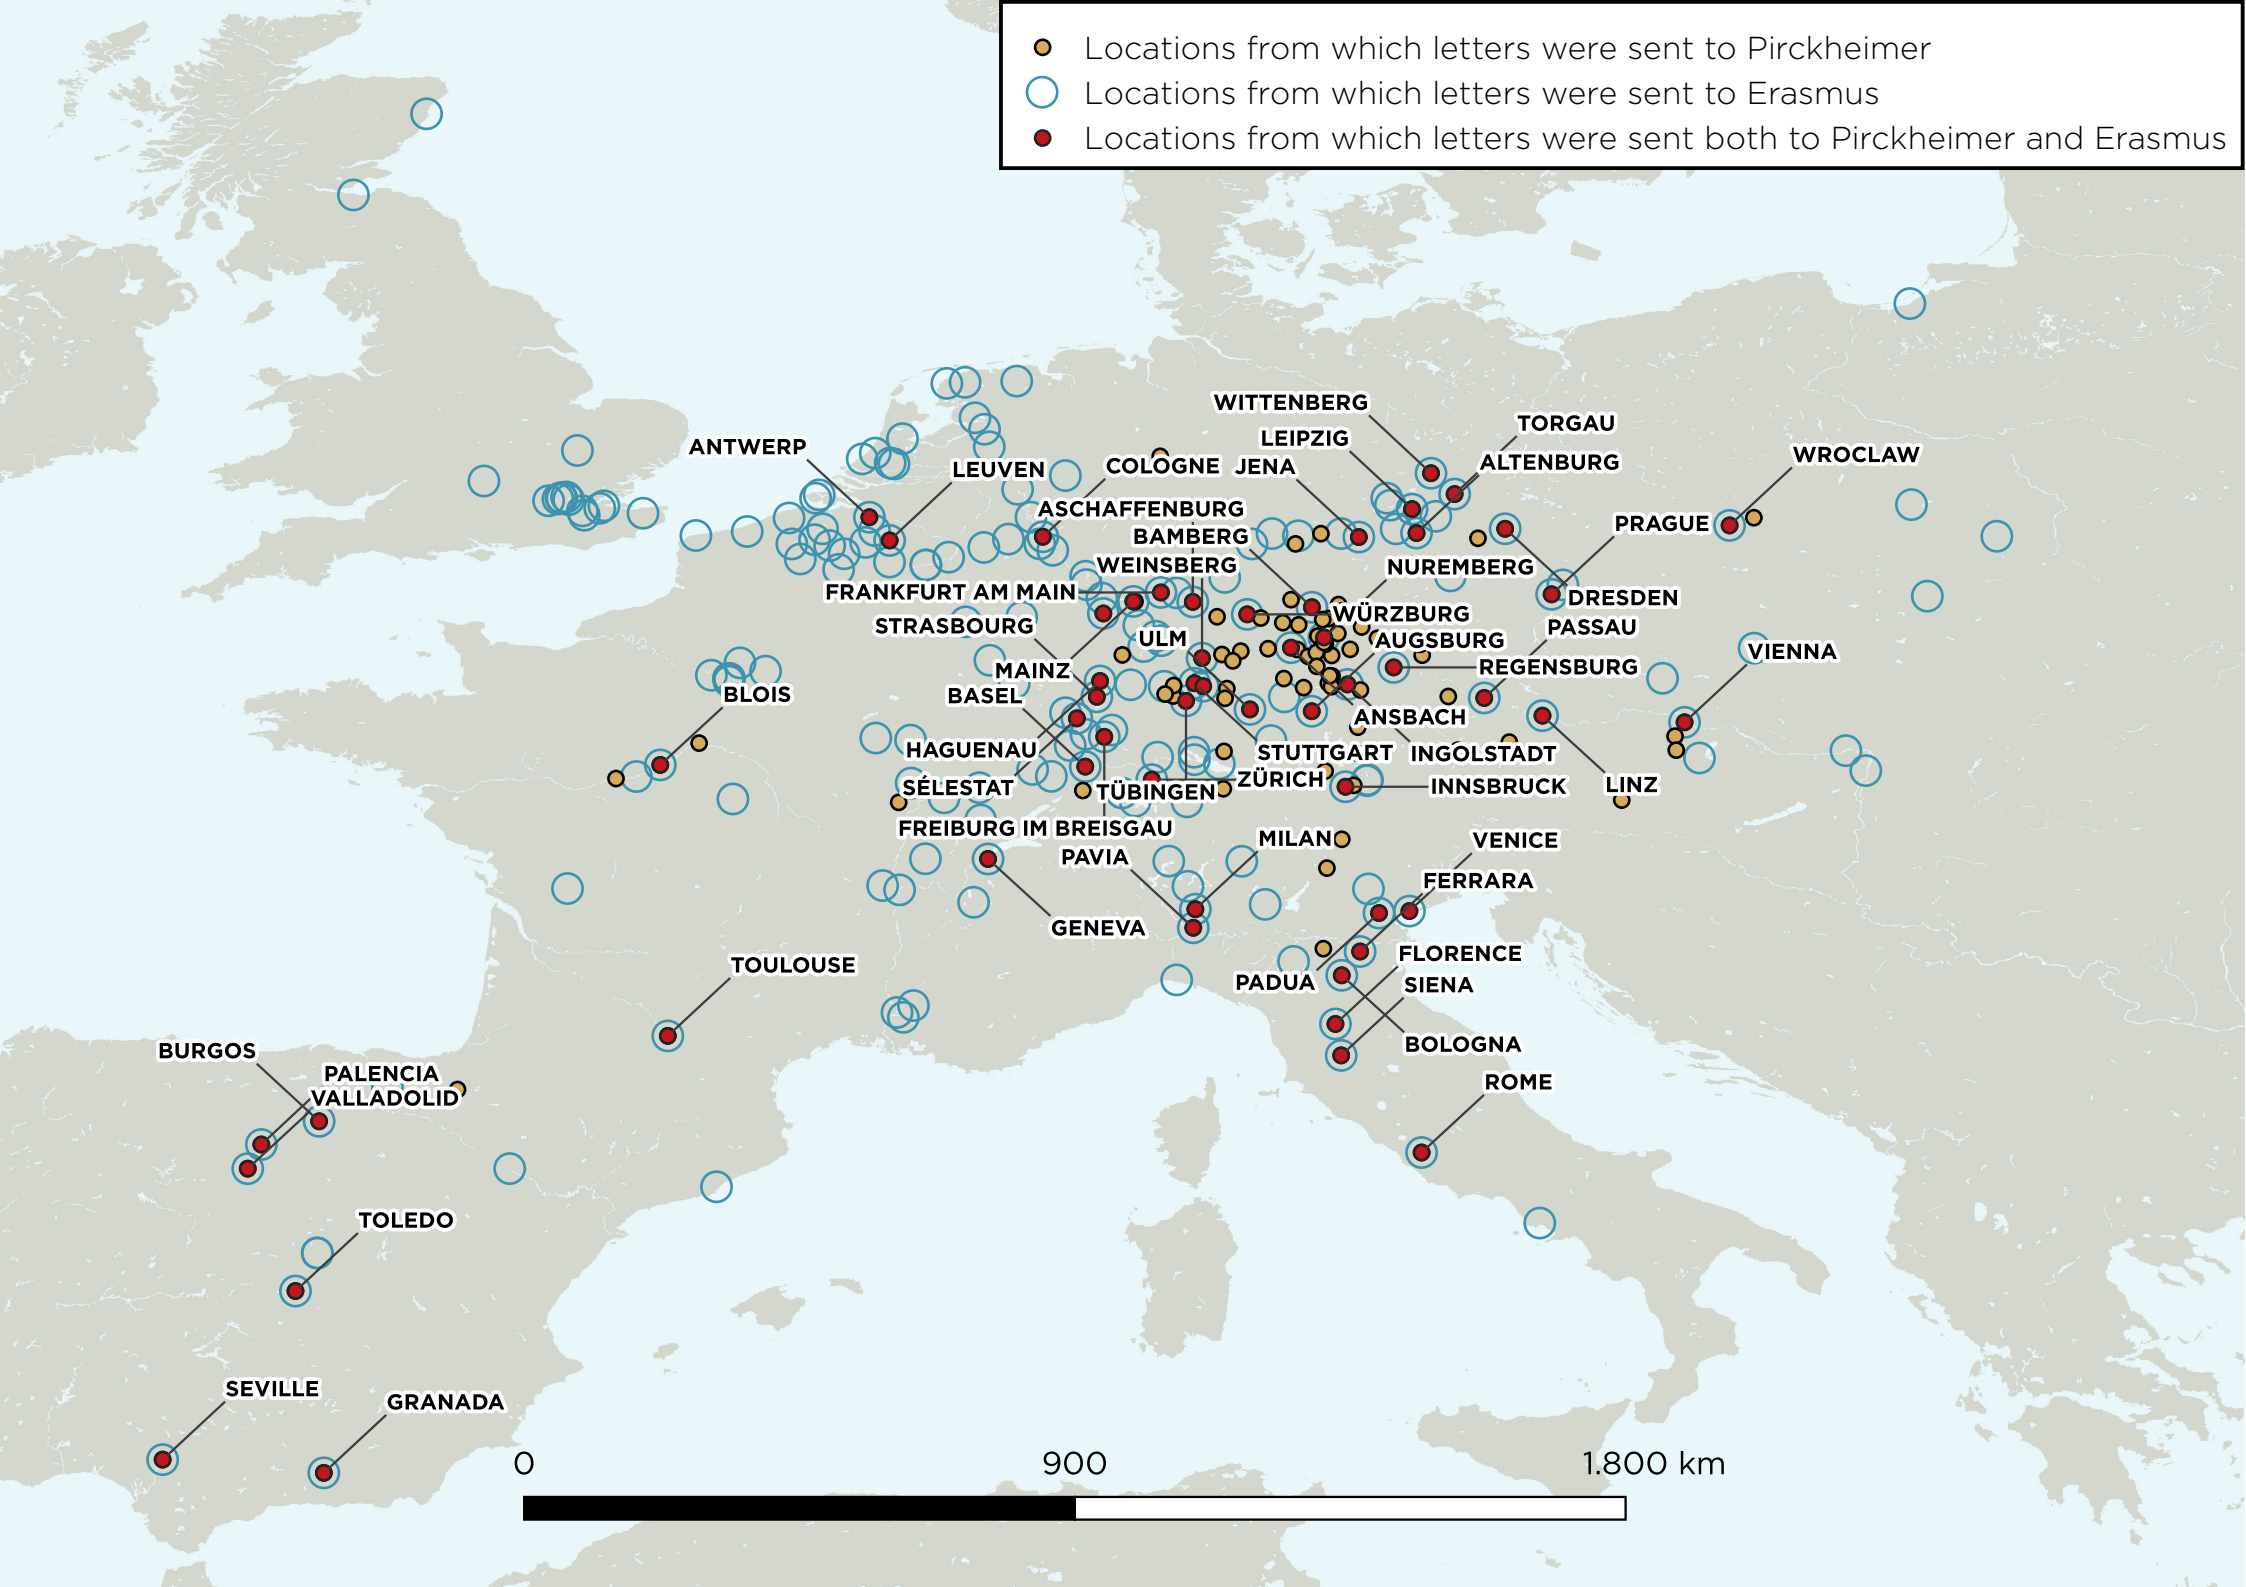 Locations from which letters were sent to Pirckheimer
Locations from which letters were sent to Erasmus
Locations from which letters were sent both to Pirckheimer and Erasmus
WITTENBERG
TORGAU
LEIPZIG
ANTWERP
WROCLAW
ALTENBURG
COLOGNE
JENA
LEUVEN
ASCHAFFENBURG
PRAGUE
BAMBERG
WEINSBERG
NUREMBERG
FRANKFURT AM MAIN
DRESDEN
WÜRZBURG
STRASBOURG
PASSAU
ULM
AUGSBURG
VIENNA
REGENSBURG
MAINZ
BLOIS
BASEL
ANSBACH
HAGUENAU
STUTTGART
INGOLSTADT
ZÜRICH
LINZ
INNSBRUCK
SÉLESTAT
TÜBINGEN
FREIBURG IM BREISGAU
MILAN
VENICE
PAVIA
FERRARA
GENEVA
FLORENCE
TOULOUSE
PADUA
SIENA
BOLOGNA
BURGOS
PALENCIA
ROME
VALLADOLID
TOLEDO
SEVILLE
GRANADA
0
900
1.800 km